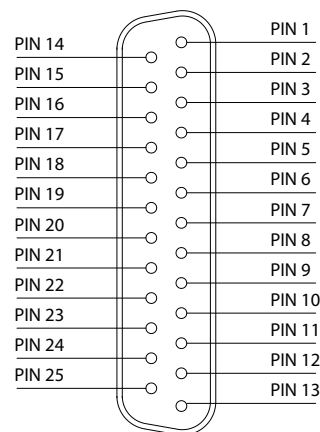 PIN 1
PIN 14
PIN 2
PIN 15
PIN 3
PIN 16
PIN 4
PIN 17
PIN 5
PIN 18
PIN 6
PIN 19
PIN 7
PIN 20
PIN 8
PIN 21
PIN 9
PIN 22
PIN 10
PIN 23
PIN 11
PIN 24
PIN 12
PIN 25
PIN 13